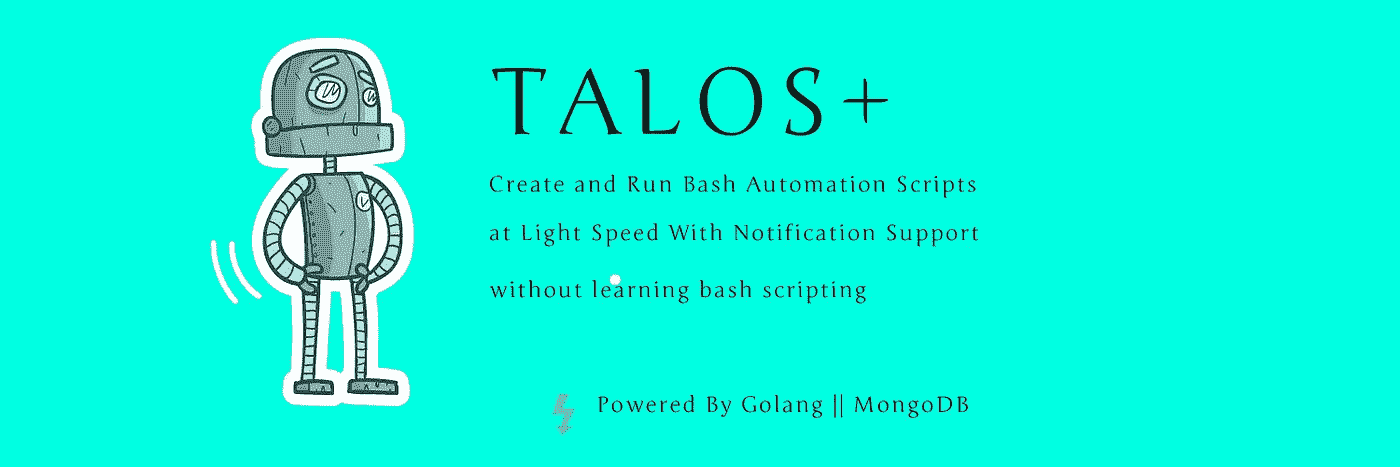 TALOS+
Create and Run Bash Automation Scripts
at Light Speed With Notification Support
without learning bash scripting
Powered By Golang || MongoDB